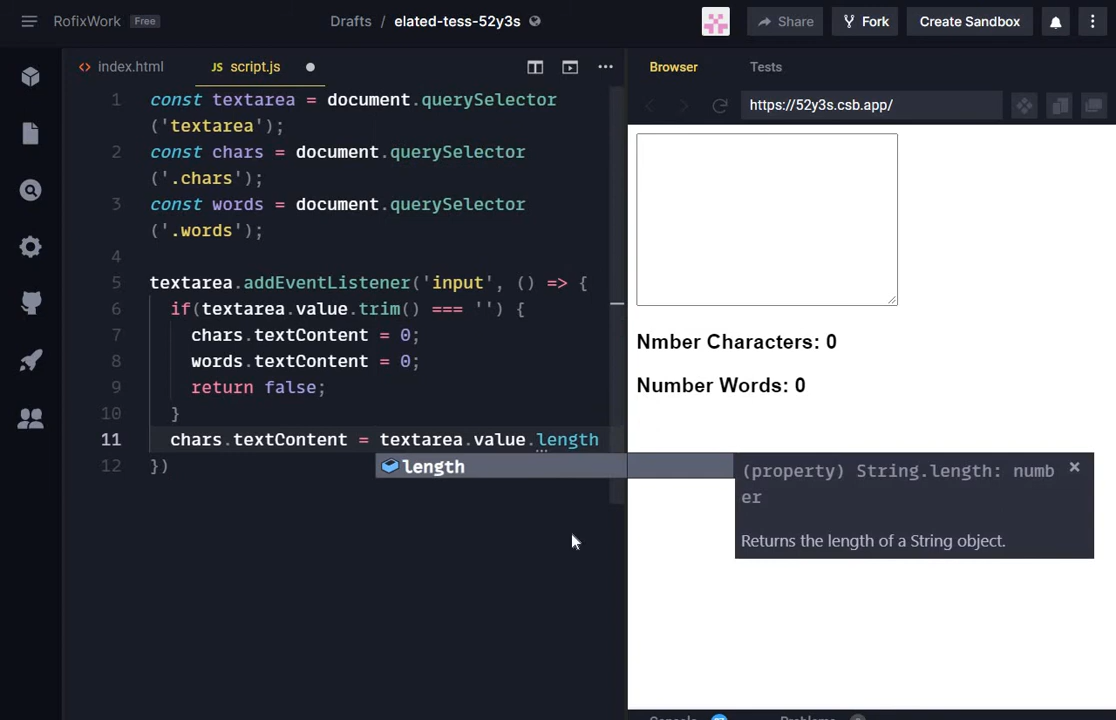 RofixWork Free Drafts / elated-tess-52y3s Share Fork Create Sandbox
index.html JS script.js
Browser Tests
https://52y3s.csb.app/
1 const textarea = document.querySelector
('textarea');
2 const chars = document.querySelector
('.chars');
3 const words = document.querySelector
('.words');
4
5 textarea.addEventListener('input', () => {
6 if(textarea.value.trim() === '') {
7 chars.textContent = 0;
8 words.textContent = 0;
9 return false;
10 }
11 chars.textContent = textarea.value.length
12 })
length
(property) String.length: numb
er
Returns the length of a String object.
Nmber Characters: 0
Number Words: 0
Console
Problems